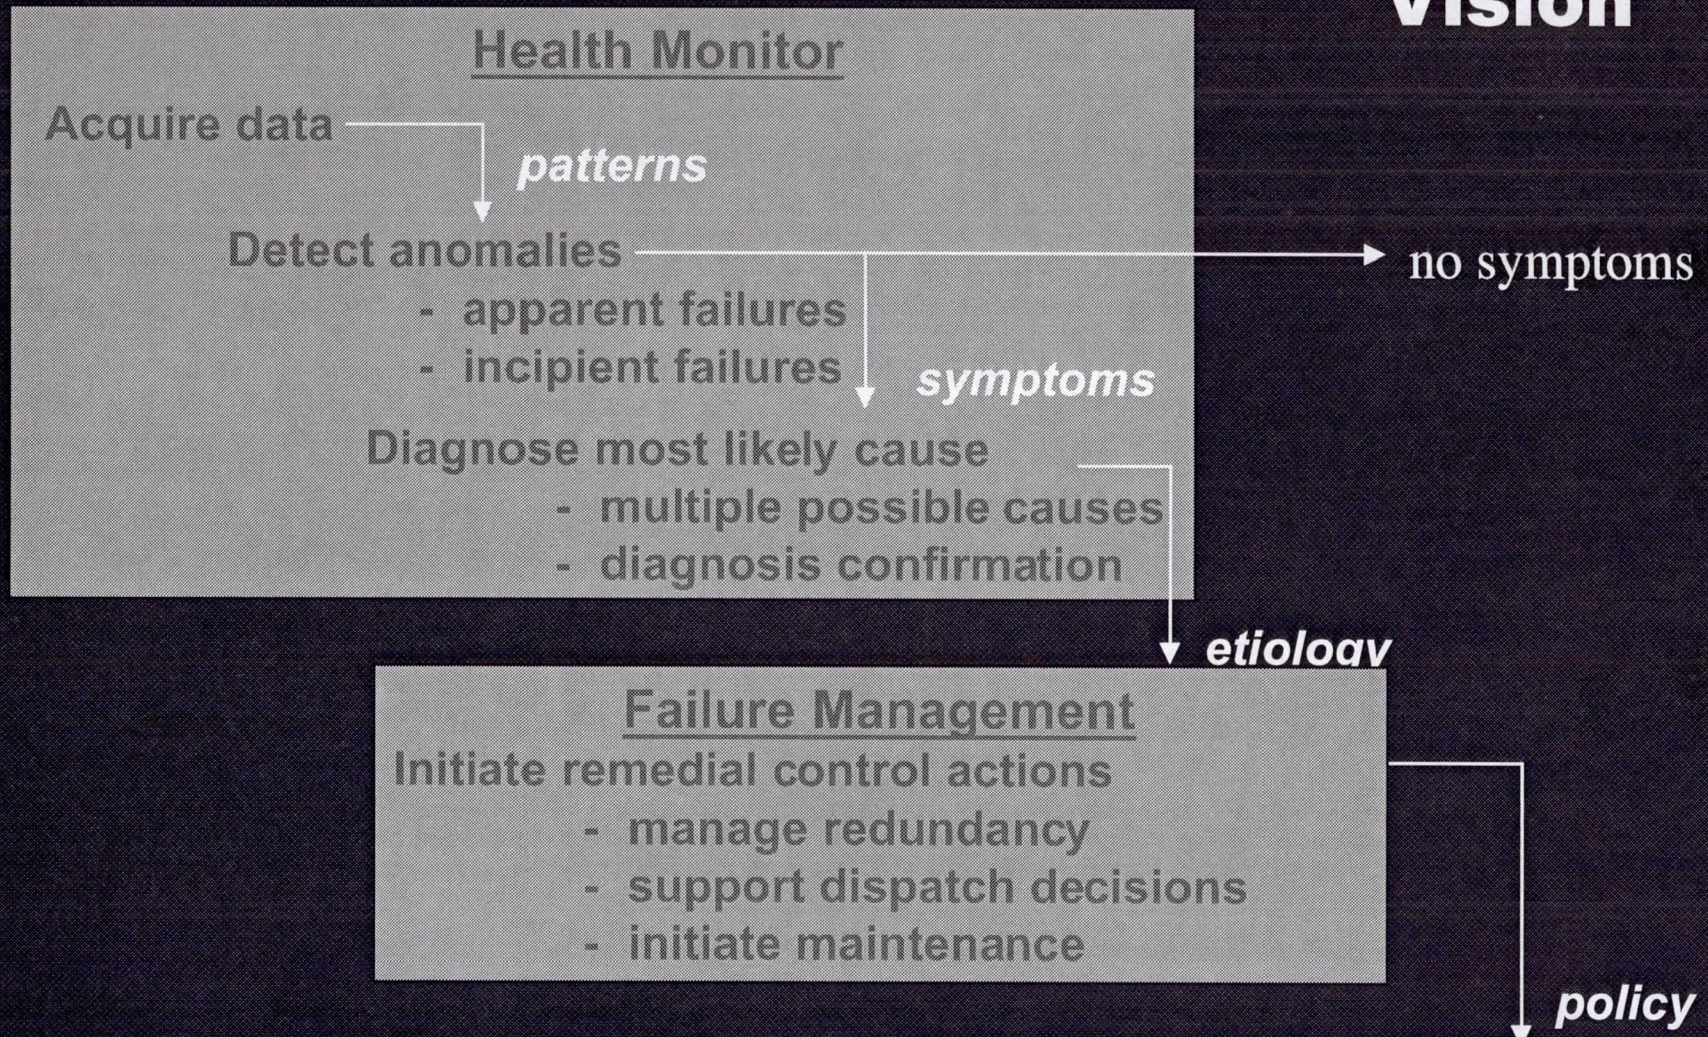 Vision
Health Monitor
Acquire data
patterns
Detect anomalies
no symptoms
- apparent failures
- incipient failures
symptoms
Diagnose most likely cause
- multiple possible causes
- diagnosis confirmation
etiology
Failure Management
Initiate remedial control actions
- manage redundancy
- support dispatch decisions
- initiate maintenance
policy